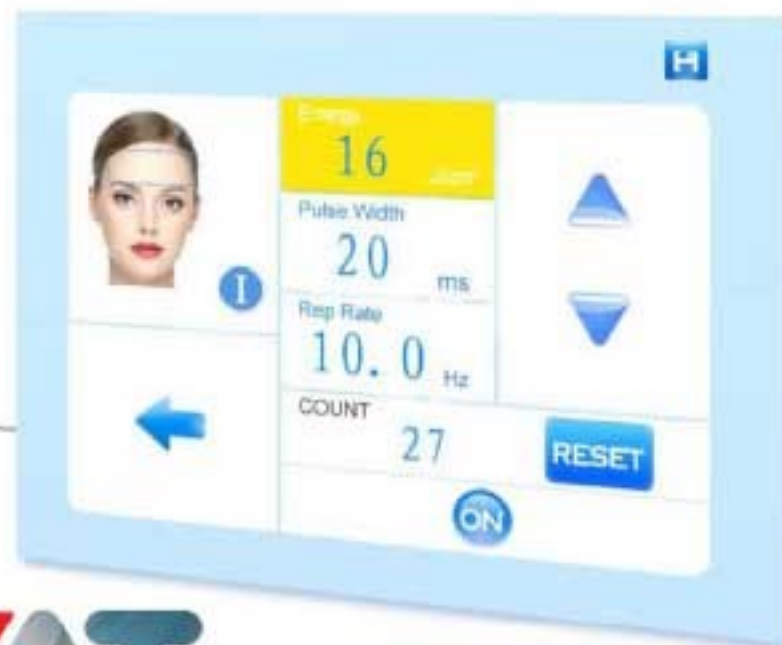 H
Energy
16
I
Pulse Width
20
ms
Rep Rate
10.0 Hz
COUNT
27
RESET
ON